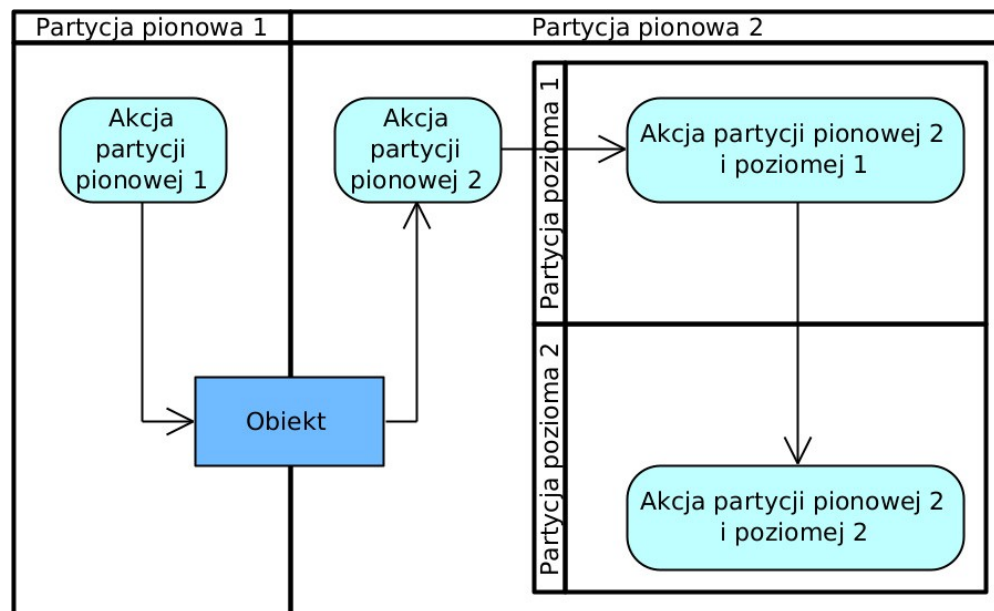 Partycja pionowa 1
Partycja pionowa 2
Akcja
partycji
pionowej 1
Akcja
partycji
pionowej 2
Partycja pozioma 1
Akcja partycji pionowej 2
i poziomej 1
Obiekt
Partycja pozioma 2
Akcja partycji pionowej 2
i poziomej 2